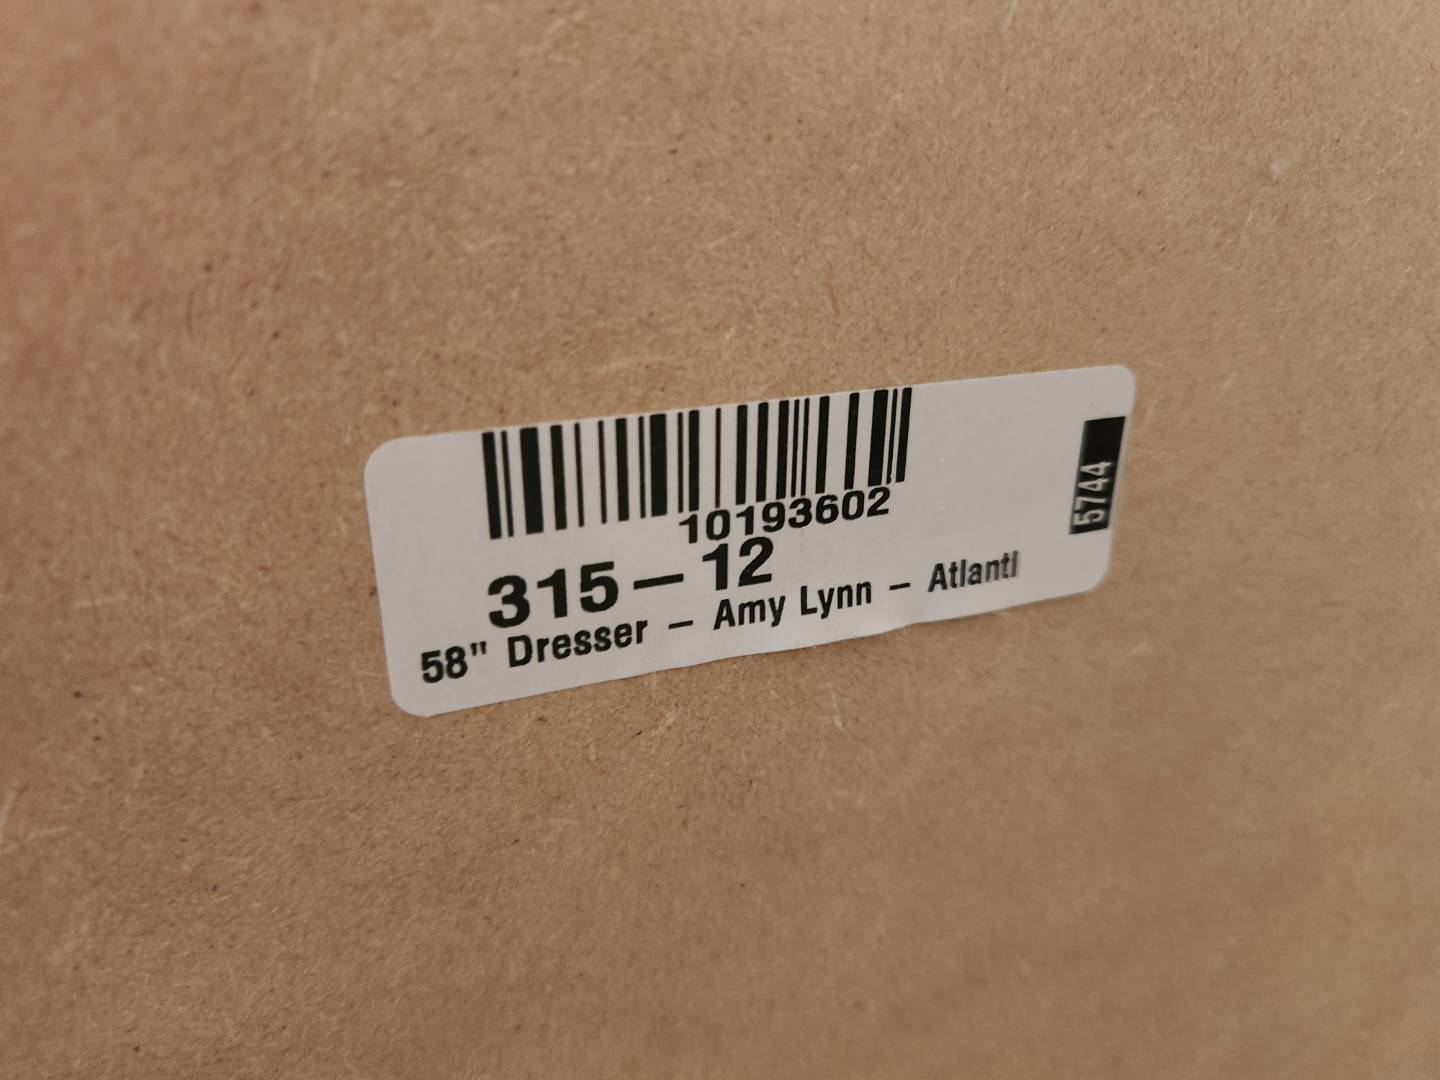 10193602
315-12
58" Dresser - Amy Lynn - Atlanti
5744